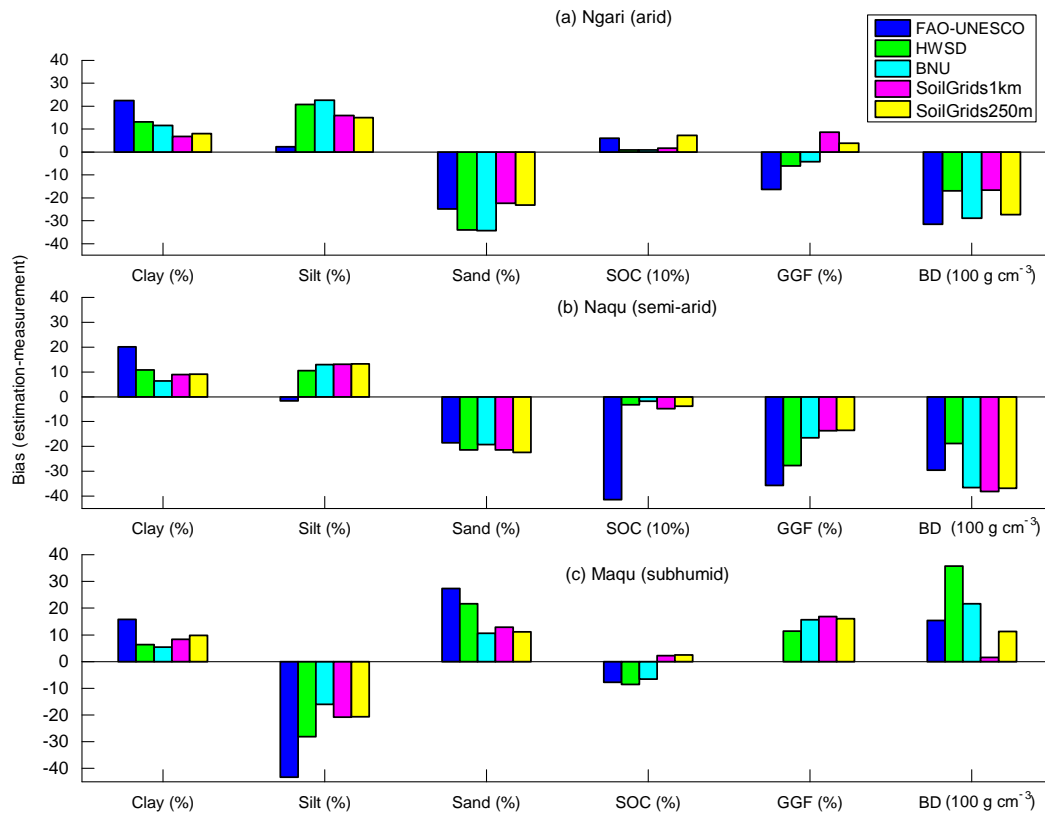 (a) Ngari (arid)
FAO-UNESCO
HWSD
BNU
SoilGrids1km
SoilGrids250m
40
30
20
10
0
-10
-20
-30
-40
Clay (%) Silt (%) Sand (%) SOC (10%) GGF (%) BD (100 g cm⁻³)
Bias (estimation-measurement)
(b) Naqu (semi-arid)
40
30
20
10
0
-10
-20
-30
-40
Clay (%) Silt (%) Sand (%) SOC (10%) GGF (%) BD (100 g cm⁻³)
(c) Maqu (subhumid)
40
30
20
10
0
-10
-20
-30
-40
Clay (%) Silt (%) Sand (%) SOC (%) GGF (%) BD (100 g cm⁻³)